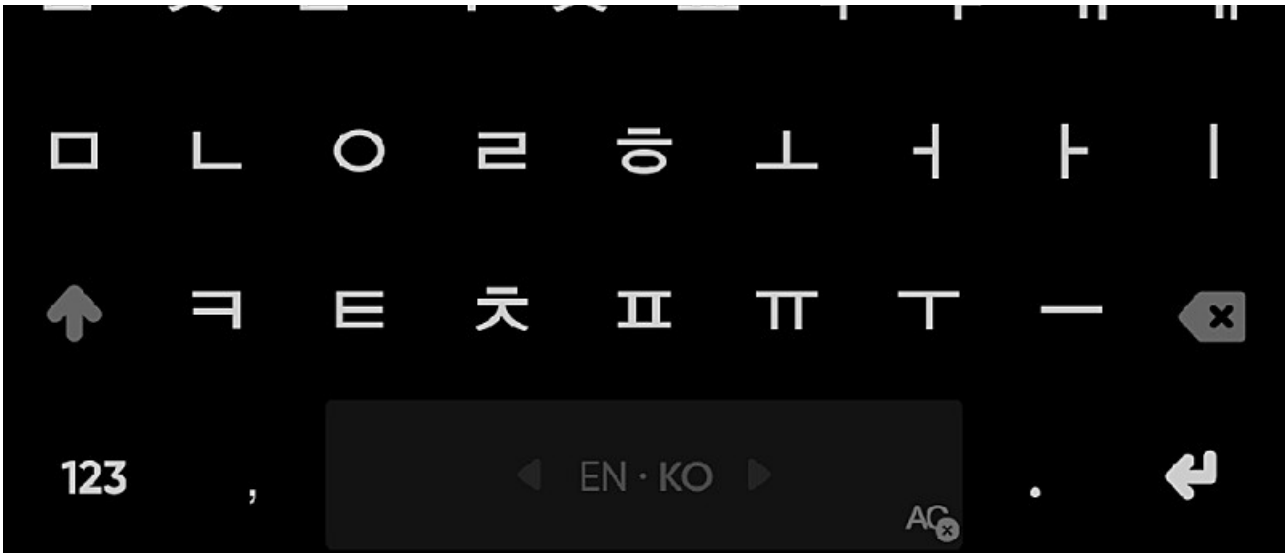 ㅁ ㄴ ㅇ ㄹ ㅎ ㅗ ㅓ ㅏ ㅣ
ㅋ ㅌ ㅊ ㅍ ㅠ ㅜ ㅡ
123 , EN · KO .
AC